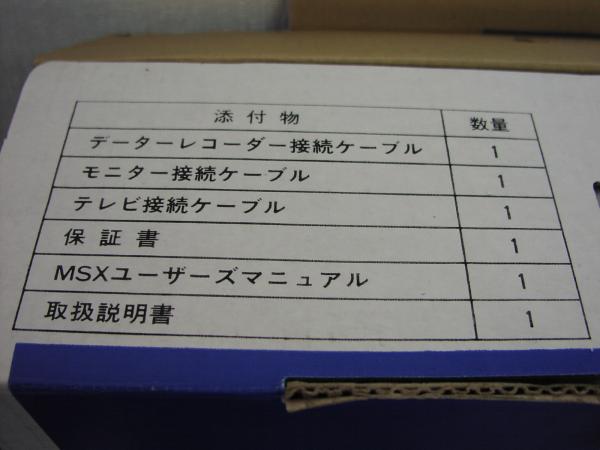 添付物 数量
データーレコーダー接続ケーブル 1
モニター接続ケーブル 1
テレビ接続ケーブル 1
保証書 1
MSXユーザーズマニュアル 1
取扱説明書 1